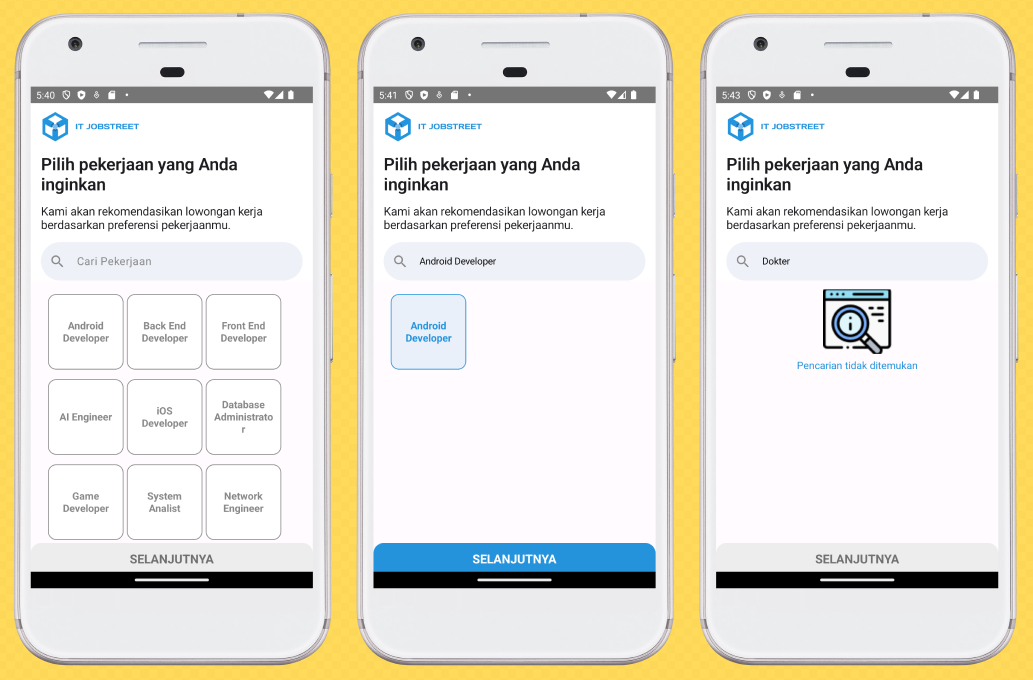 5:40
IT JOBSTREET
Pilih pekerjaan yang Anda
inginkan
Kami akan rekomendasikan lowongan kerja
berdasarkan preferensi pekerjaanmu.
Cari Pekerjaan
Android
Developer
Back End
Developer
Front End
Developer
AI Engineer
iOS
Developer
Database
Administrato
r
Game
Developer
System
Analist
Network
Engineer
SELANJUTNYA
5:41
IT JOBSTREET
Pilih pekerjaan yang Anda
inginkan
Kami akan rekomendasikan lowongan kerja
berdasarkan preferensi pekerjaanmu.
Android Developer
Android
Developer
SELANJUTNYA
5:43
IT JOBSTREET
Pilih pekerjaan yang Anda
inginkan
Kami akan rekomendasikan lowongan kerja
berdasarkan preferensi pekerjaanmu.
Dokter
Pencarian tidak ditemukan
SELANJUTNYA